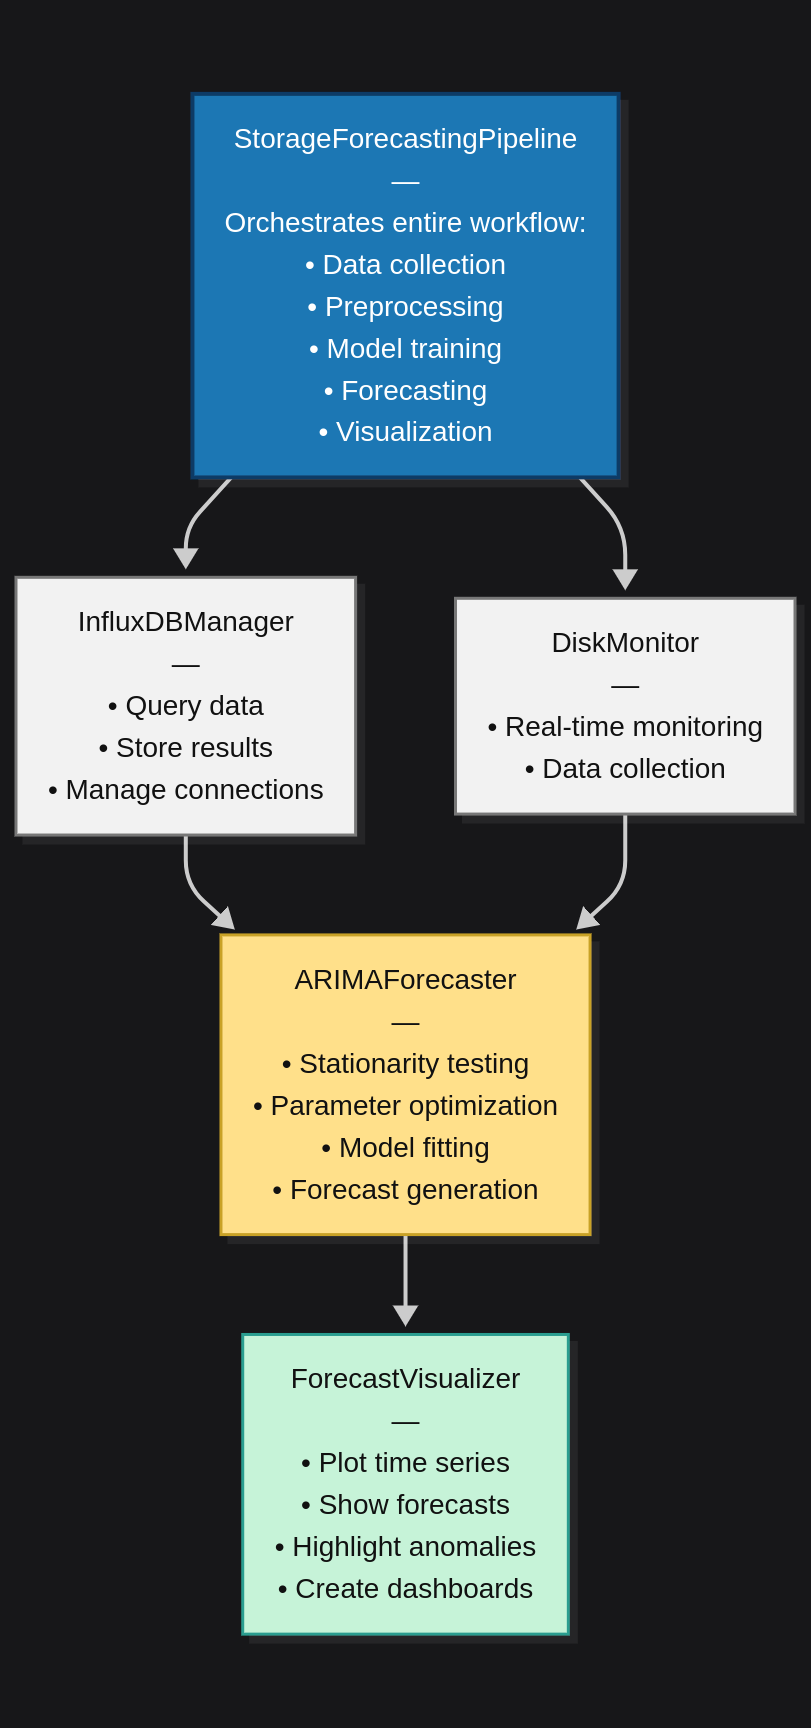 StorageForecastingPipeline
—
Orchestrates entire workflow:
• Data collection
• Preprocessing
• Model training
• Forecasting
• Visualization
InfluxDBManager
—
• Query data
• Store results
• Manage connections
DiskMonitor
—
• Real-time monitoring
• Data collection
ARIMAForecaster
—
• Stationarity testing
• Parameter optimization
• Model fitting
• Forecast generation
ForecastVisualizer
—
• Plot time series
• Show forecasts
• Highlight anomalies
• Create dashboards